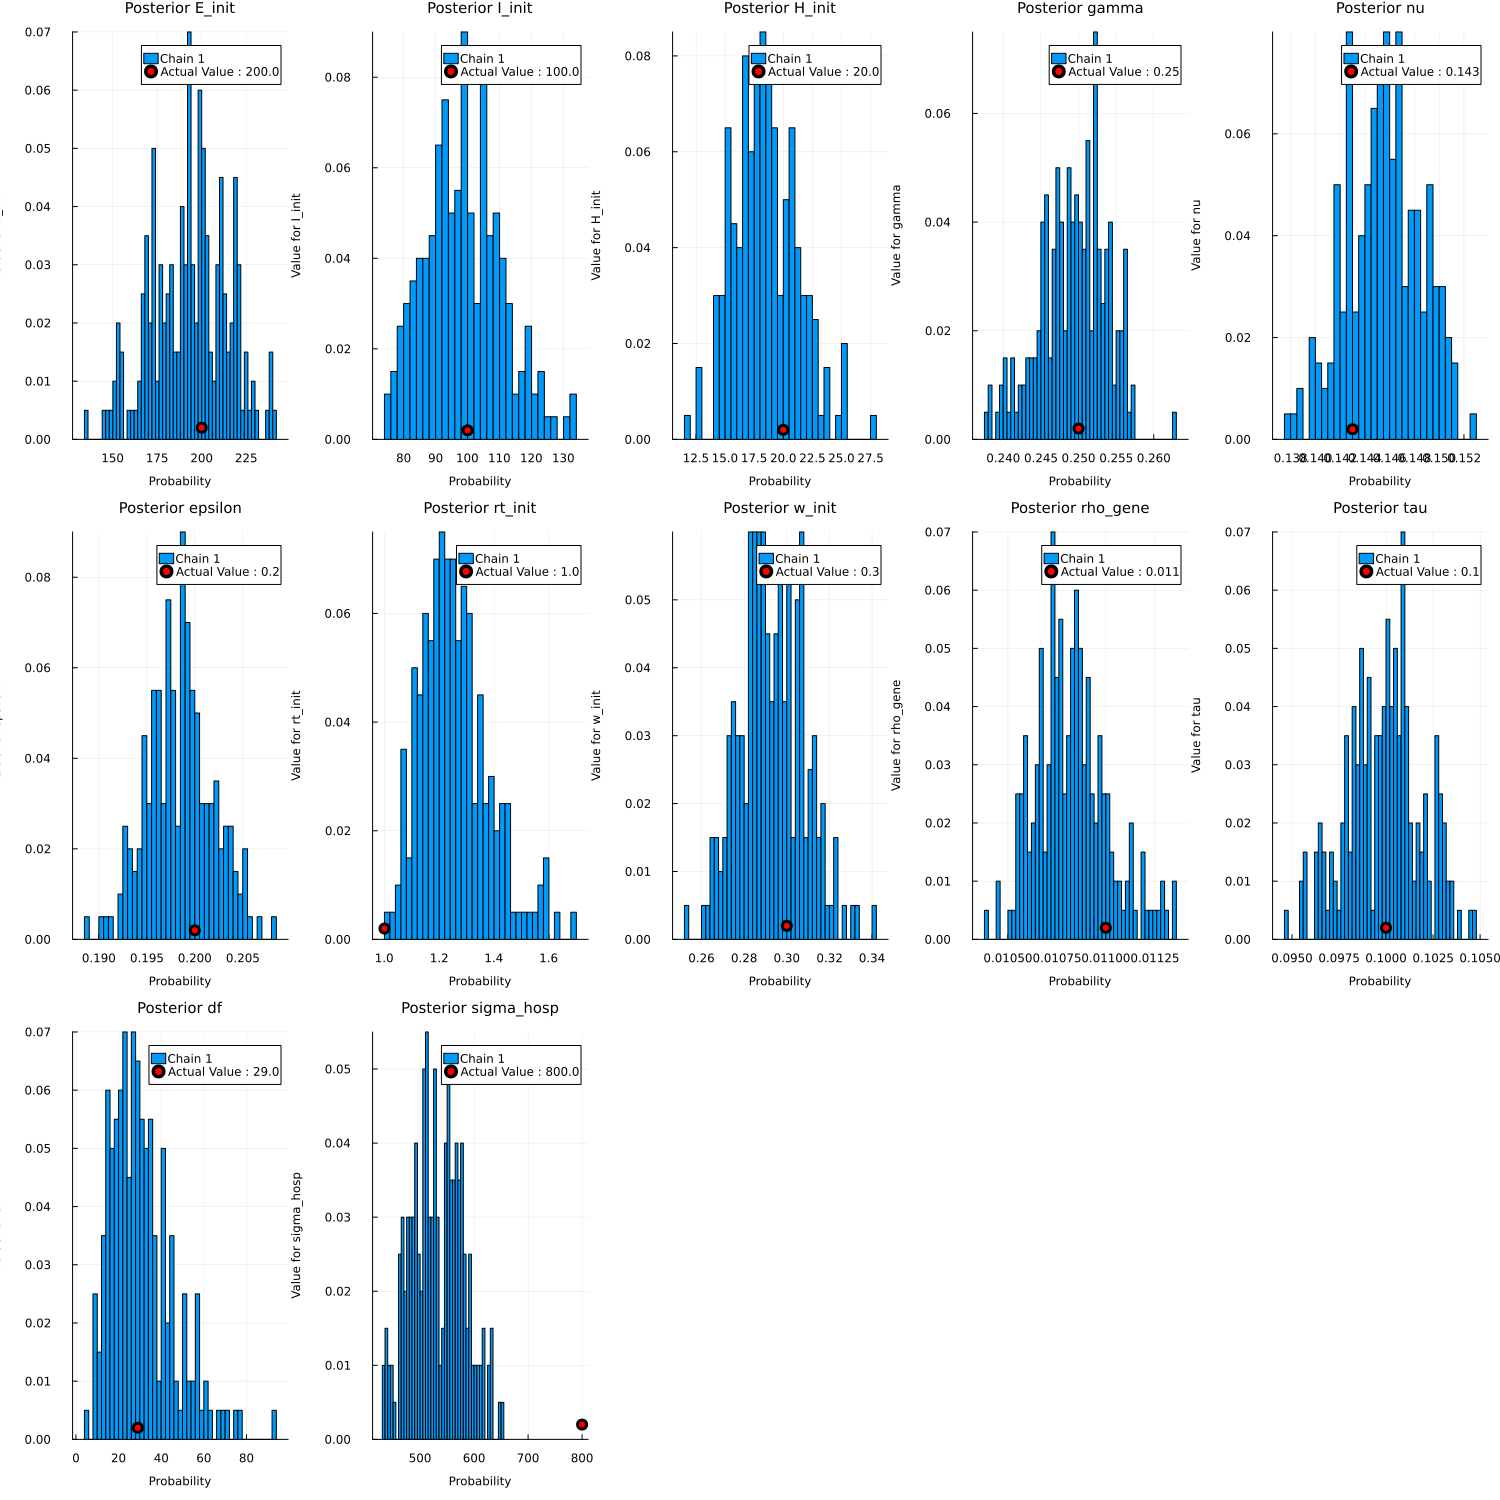 Posterior E_init
0.07
0.06
0.05
0.04
0.03
0.02
0.01
0.00
Chain 1
Actual Value : 200.0
150 175 200 225
Probability
Posterior I_init
Value for I_init
0.08
0.06
0.04
0.02
0.00
Chain 1
Actual Value : 100.0
80 90 100 110 120 130
Probability
Posterior H_init
Value for H_init
0.08
0.06
0.04
0.02
0.00
Chain 1
Actual Value : 20.0
12.5 15.0 17.5 20.0 22.5 25.0 27.5
Probability
Posterior gamma
Value for gamma
0.06
0.04
0.02
0.00
Chain 1
Actual Value : 0.25
0.240 0.245 0.250 0.255 0.260
Probability
Posterior nu
Value for nu
0.06
0.04
0.02
0.00
Chain 1
Actual Value : 0.143
0.138 0.140 0.142 0.144 0.146 0.148 0.150 0.152
Probability
Posterior epsilon
0.08
0.06
0.04
0.02
0.00
Chain 1
Actual Value : 0.2
0.190 0.195 0.200 0.205
Probability
Posterior rt_init
Value for rt_init
0.06
0.04
0.02
0.00
Chain 1
Actual Value : 1.0
1.0 1.2 1.4 1.6
Probability
Posterior w_init
Value for w_init
0.05
0.04
0.03
0.02
0.01
0.00
Chain 1
Actual Value : 0.3
0.26 0.28 0.30 0.32 0.34
Probability
Posterior rho_gene
Value for rho_gene
0.07
0.06
0.05
0.04
0.03
0.02
0.01
0.00
Chain 1
Actual Value : 0.011
0.01050 0.01075 0.01100 0.01125
Probability
Posterior tau
Value for tau
0.07
0.06
0.05
0.04
0.03
0.02
0.01
0.00
Chain 1
Actual Value : 0.1
0.0950 0.0975 0.1000 0.1025 0.1050
Probability
Posterior df
0.07
0.06
0.05
0.04
0.03
0.02
0.01
0.00
Chain 1
Actual Value : 29.0
0 20 40 60 80
Probability
Posterior sigma_hosp
Value for sigma_hosp
0.05
0.04
0.03
0.02
0.01
0.00
Chain 1
Actual Value : 800.0
500 600 700 800
Probability